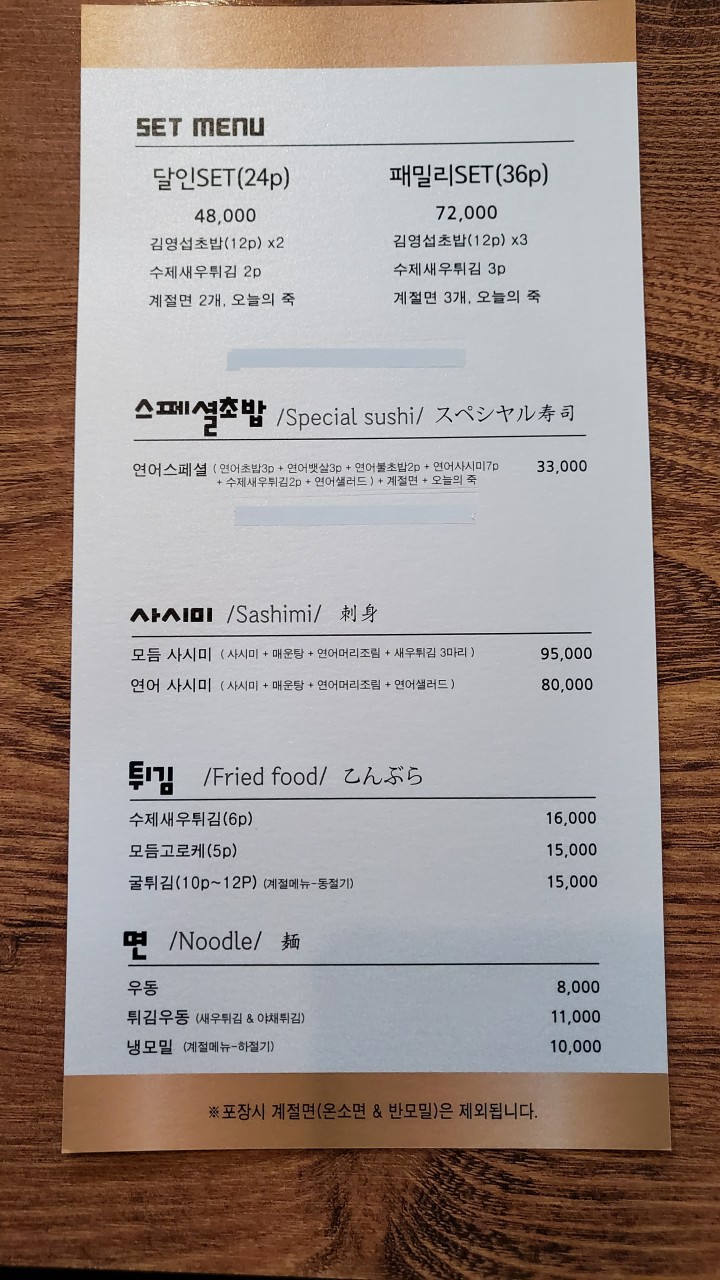 SET MENU
달인SET(24p)
48,000
김영섭초밥(12p) x2
수제새우튀김 2p
계절면 2개, 오늘의 죽
패밀리SET(36p)
72,000
김영섭초밥(12p) x3
수제새우튀김 3p
계절면 3개, 오늘의 죽
스페셜초밥 /Special sushi/ スペシヤル寿司
연어스페셜 ( 연어초밥3p + 연어뱃살3p + 연어불초밥2p + 연어사시미7p 33,000
+ 수제새우튀김2p + 연어샐러드 ) + 계절면 + 오늘의 죽
사시미 /Sashimi/ 刺身
모듬 사시미 ( 사시미 + 매운탕 + 연어머리조림 + 새우튀김 3마리 ) 95,000
연어 사시미 ( 사시미 + 매운탕 + 연어머리조림 + 연어샐러드 ) 80,000
튀김 /Fried food/ てんぷら
수제새우튀김(6p) 16,000
모듬고로케(5p) 15,000
굴튀김(10p~12P) (계절메뉴-동절기) 15,000
면 /Noodle/ 麺
우동 8,000
튀김우동 (새우튀김 & 야채튀김) 11,000
냉모밀 (계절메뉴-하절기) 10,000
※포장시 계절면(온소면 & 반모밀)은 제외됩니다.